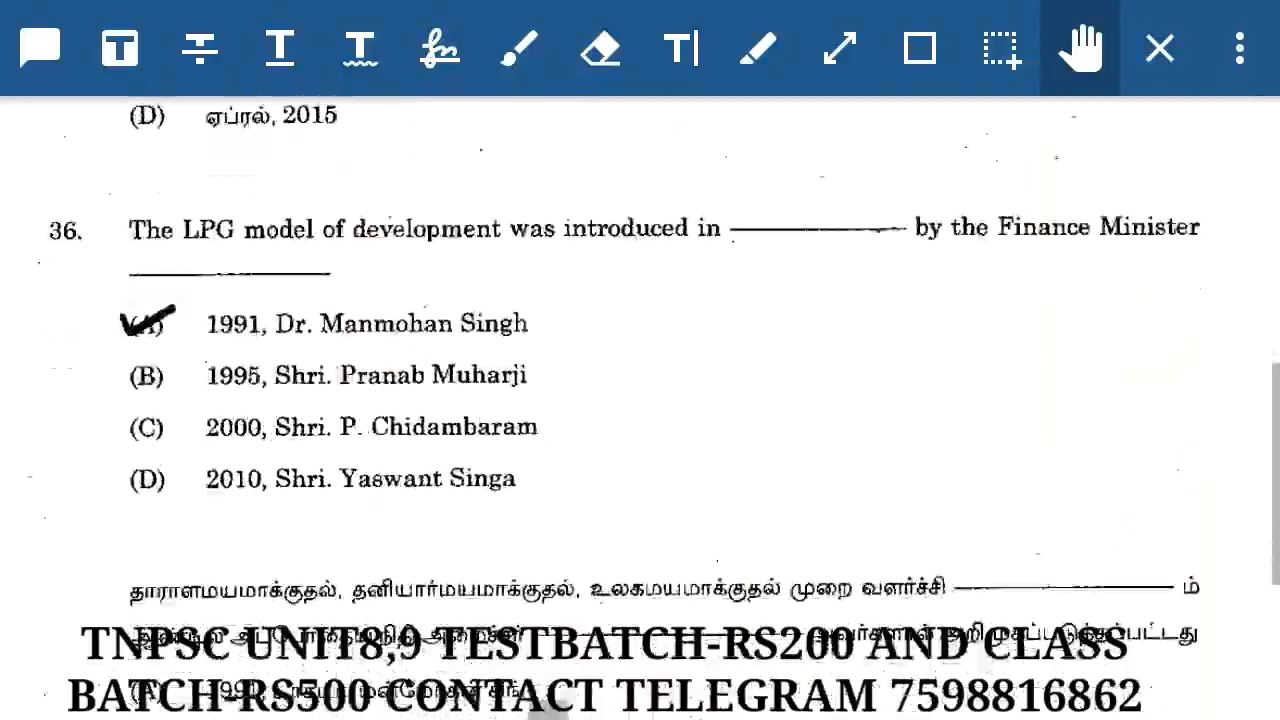 (D) ஏப்ரல், 2015
36. The LPG model of development was introduced in ———— by the Finance Minister
————
(A) 1991, Dr. Manmohan Singh
(B) 1995, Shri. Pranab Muharji
(C) 2000, Shri. P. Chidambaram
(D) 2010, Shri. Yaswant Singa
தாராளமயமாக்குதல், தனியார்மயமாக்குதல், உலகமயமாக்குதல் முறை வளர்ச்சி ———— ம்
TNPSC UNIT8,9 TESTBATCH-RS200 AND CLASS
BATCH-RS500 CONTACT TELEGRAM 7598816862